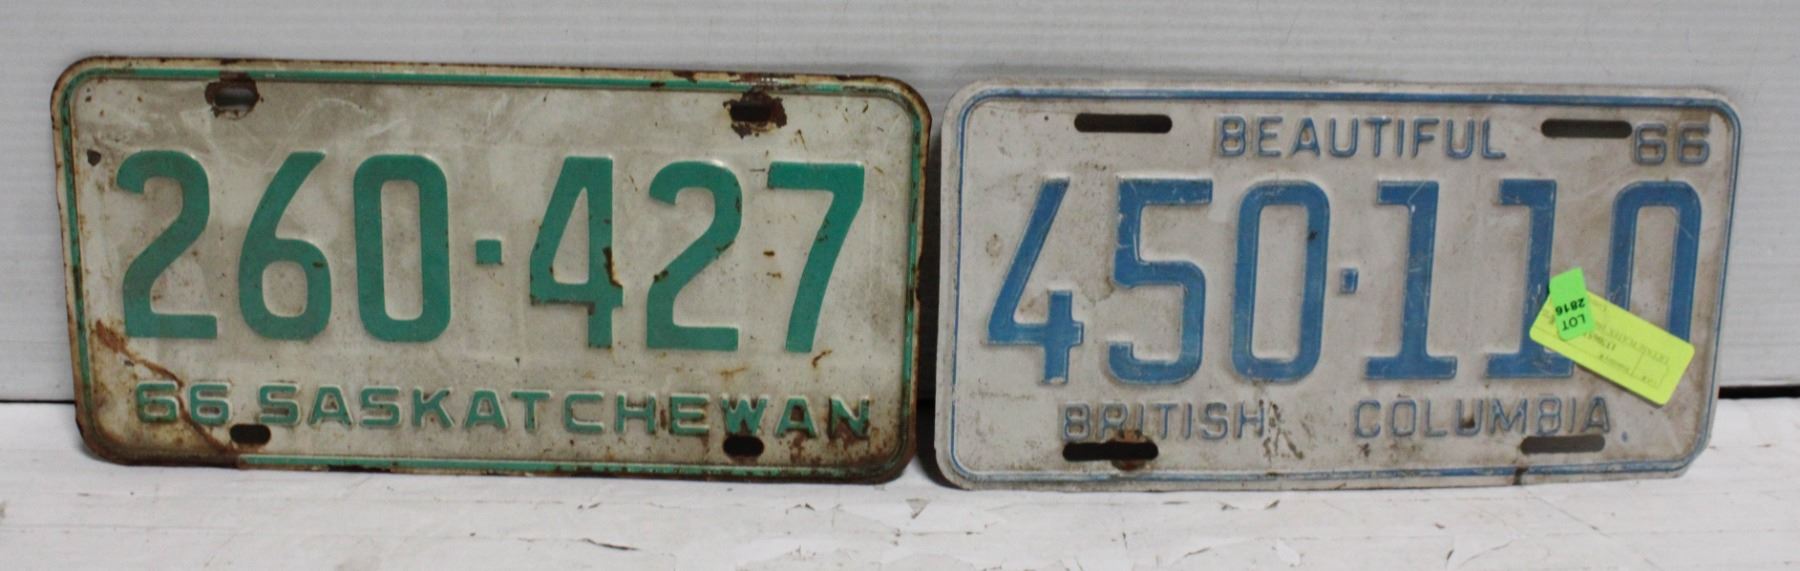 260·427
66 SASKATCHEWAN
BEAUTIFUL 66
450·110
BRITISH COLUMBIA
LOT
2816